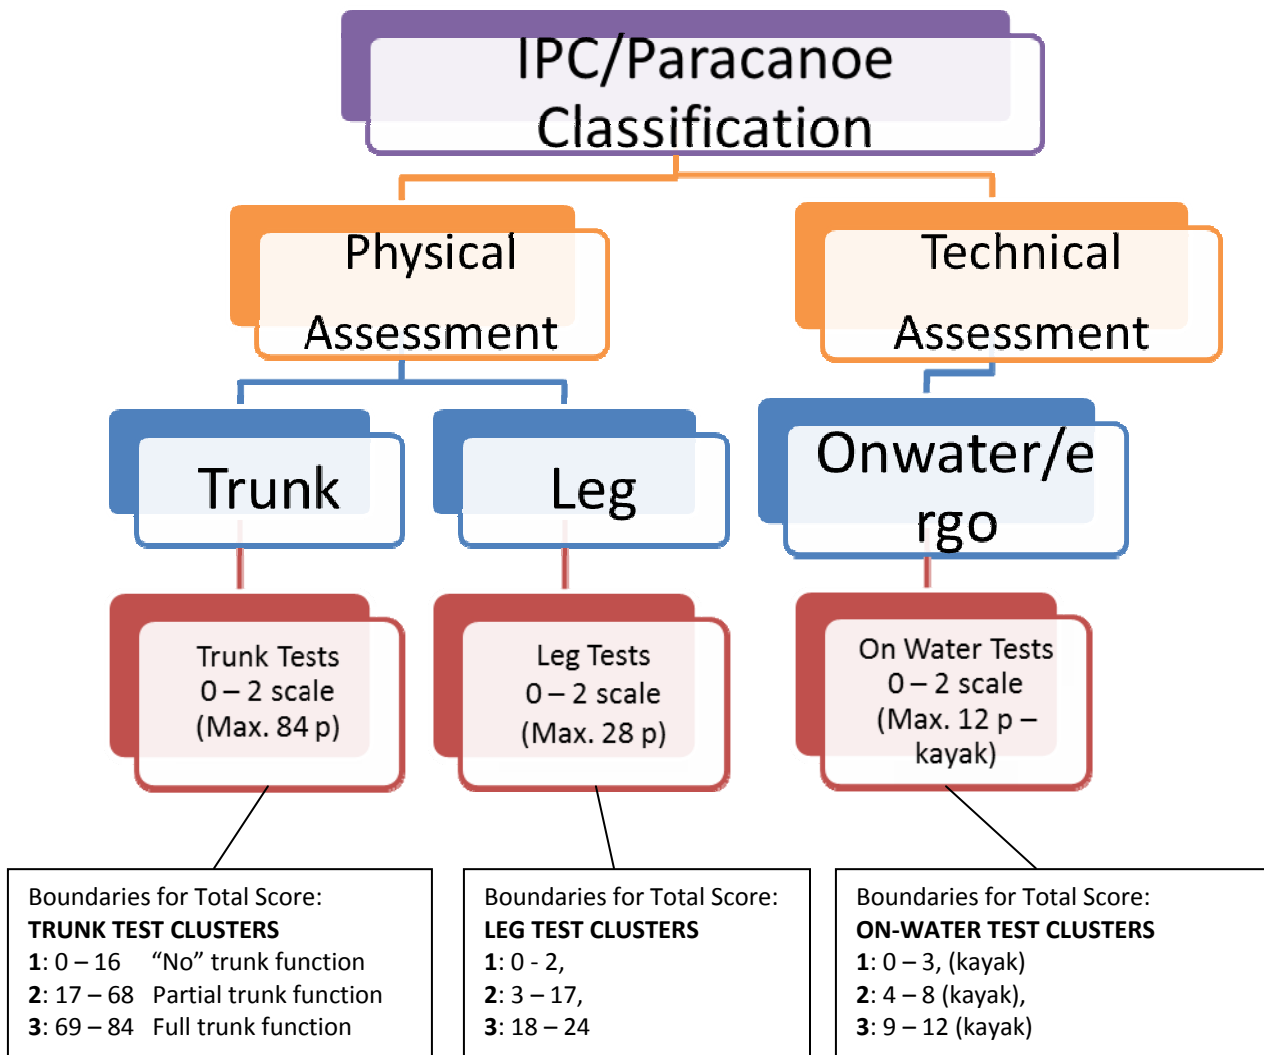 IPC/Paracanoe
Classification
Physical
Assessment
Technical
Assessment
Trunk
Leg
Onwater/e
rgo
Trunk Tests
0 – 2 scale
(Max. 84 p)
Leg Tests
0 – 2 scale
(Max. 28 p)
On Water Tests
0 – 2 scale
(Max. 12 p –
kayak)
Boundaries for Total Score:
TRUNK TEST CLUSTERS
1: 0 – 16 “No” trunk function
2: 17 – 68 Partial trunk function
3: 69 – 84 Full trunk function
Boundaries for Total Score:
LEG TEST CLUSTERS
1: 0 - 2,
2: 3 – 17,
3: 18 – 24
Boundaries for Total Score:
ON-WATER TEST CLUSTERS
1: 0 – 3, (kayak)
2: 4 – 8 (kayak),
3: 9 – 12 (kayak)